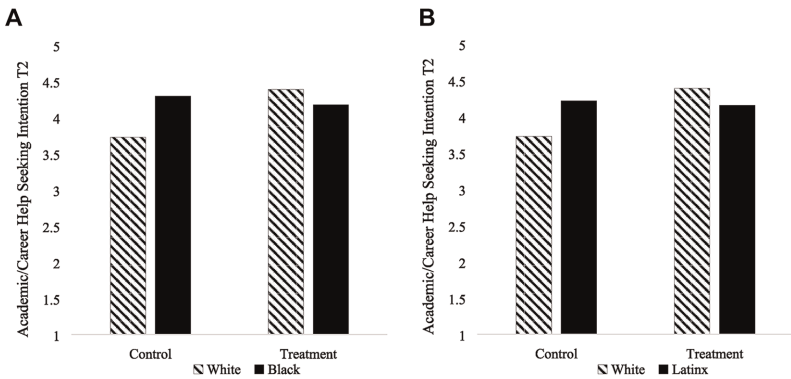 A
Academic/Career Help Seeking Intention T2
5
4.5
4
3.5
3
2.5
2
1.5
1
Control
Treatment
White
Black
B
Academic/Career Help Seeking Intention T2
5
4.5
4
3.5
3
2.5
2
1.5
1
Control
Treatment
White
Latinx